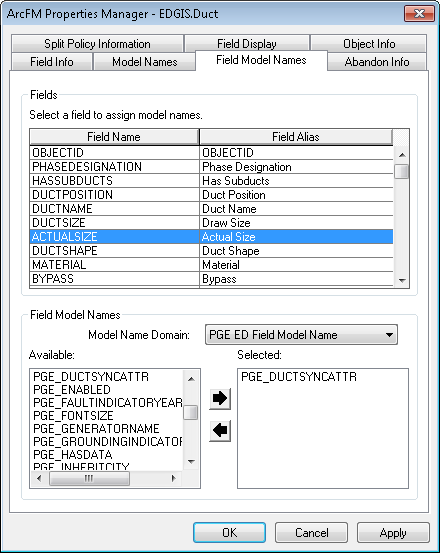 ArcFM Properties Manager - EDGIS.Duct
Split Policy Information Field Display Object Info
Field Info Model Names Field Model Names Abandon Info
Fields
Select a field to assign model names.
Field Name Field Alias
OBJECTID OBJECTID
PHASEDESIGNATION Phase Designation
HASSUBDUCTS Has Subducts
DUCTPOSITION Duct Position
DUCTNAME Duct Name
DUCTSIZE Draw Size
ACTUALSIZE Actual Size
DUCTSHAPE Duct Shape
MATERIAL Material
BYPASS Bypass
Field Model Names
Model Name Domain: PGE ED Field Model Name
Available: Selected:
PGE_DUCTSYNCATTR PGE_DUCTSYNCATTR
PGE_ENABLED
PGE_FAULTINDICATORYEAR
PGE_FONTSIZE
PGE_GENERATORNAME
PGE_GROUNDINGINDICATOR
PGE_HASDATA
PGE_INHERITCITY
OK Cancel Apply